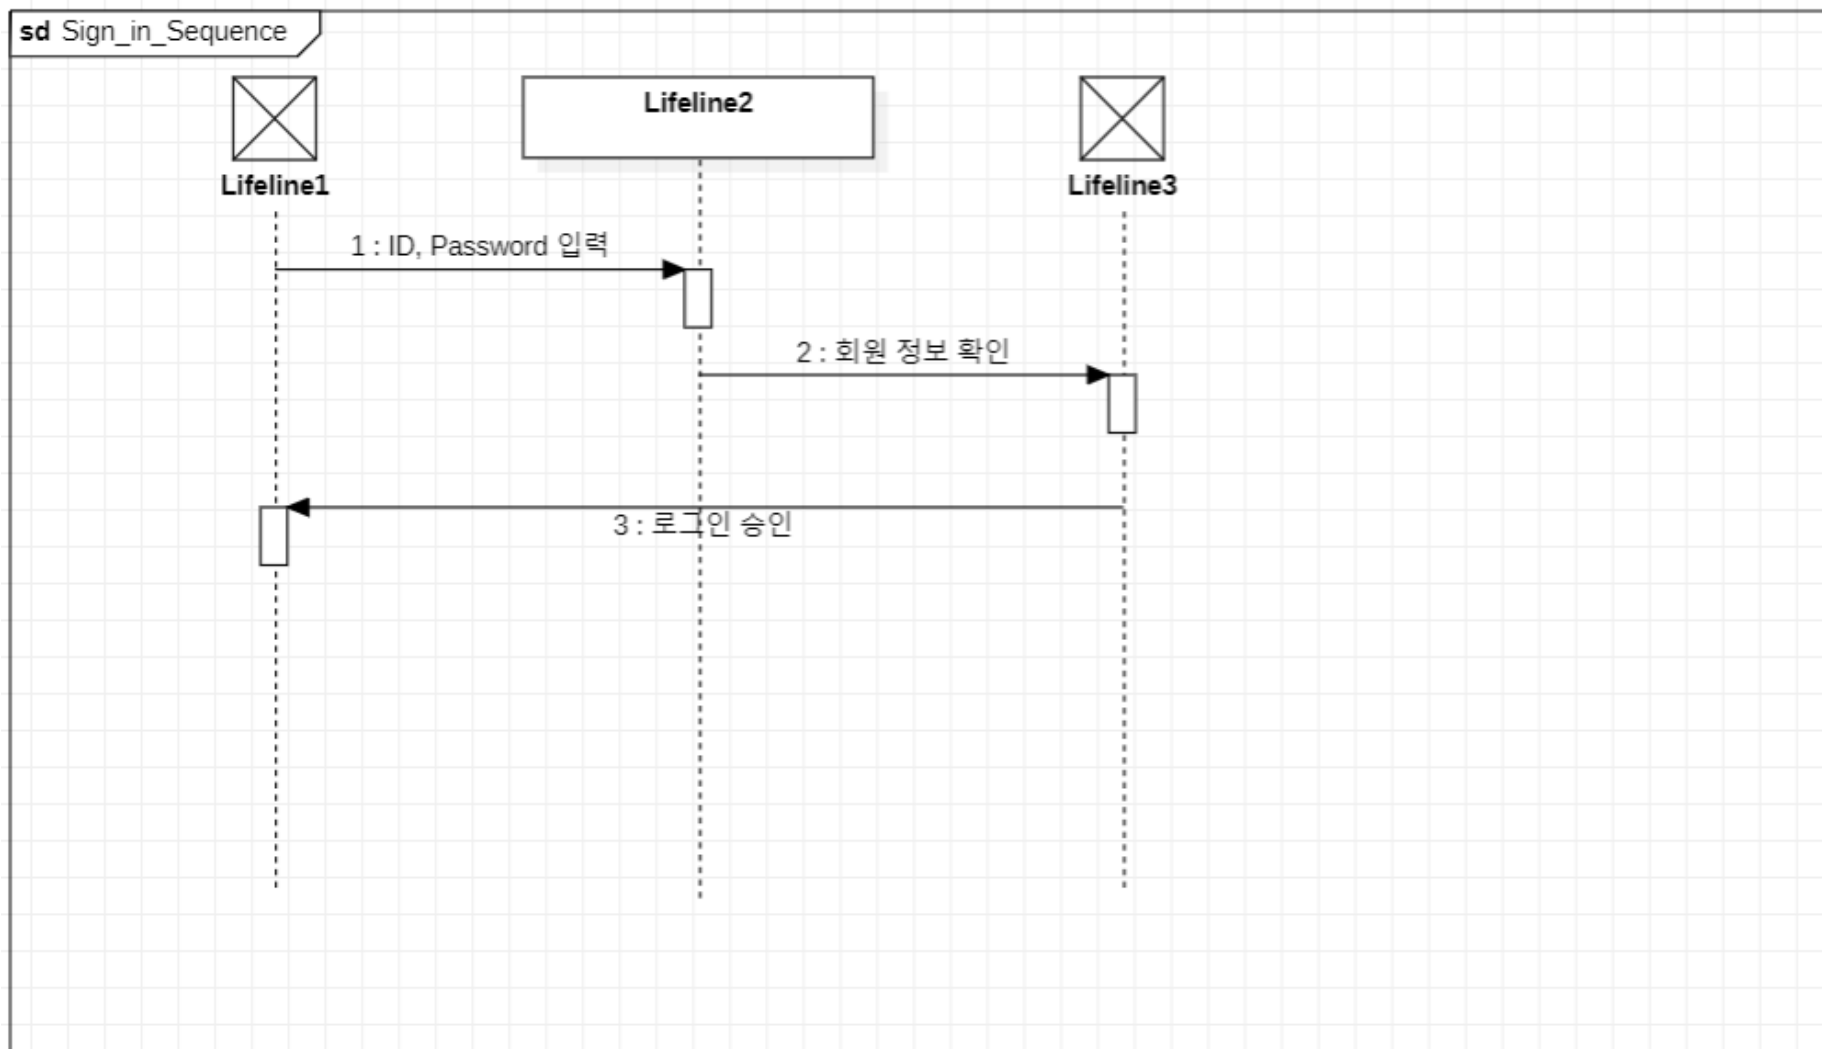 sd Sign_in_Sequence
Lifeline2
Lifeline1
Lifeline3
1 : ID, Password 입력
2 : 회원 정보 확인
3 : 로그인 승인